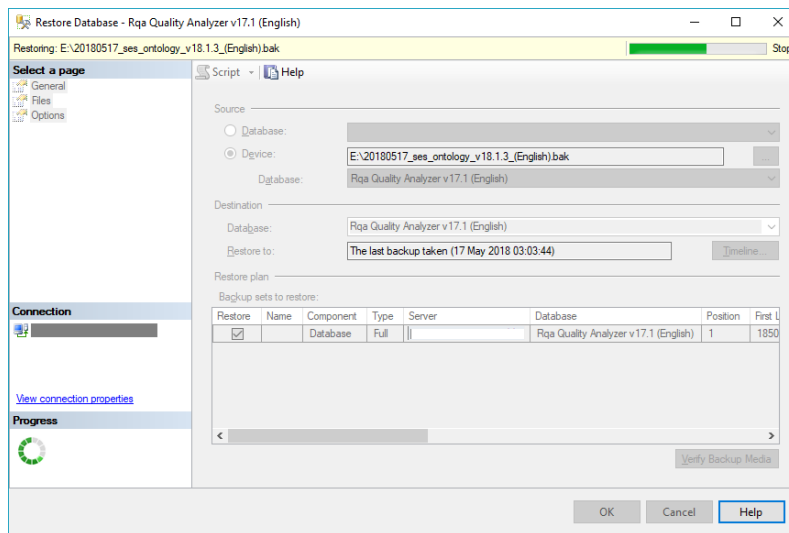 Restore Database - Rqa Quality Analyzer v17.1 (English)
Restoring: E:\20180517_ses_ontology_v18.1.3_(English).bak
Stop
Select a page
General
Files
Options
Script
Help
Source
Database:
Device:
E:\20180517_ses_ontology_v18.1.3_(English).bak
...
Database:
Rqa Quality Analyzer v17.1 (English)
Destination
Database:
Rqa Quality Analyzer v17.1 (English)
Restore to:
The last backup taken (17 May 2018 03:03:44)
Timeline...
Restore plan
Backup sets to restore:
Restore Name Component Type Server Database Position First L
Database Full Rqa Quality Analyzer v17.1 (English) 1 1850
Connection
View connection properties
Progress
Verify Backup Media
OK Cancel Help